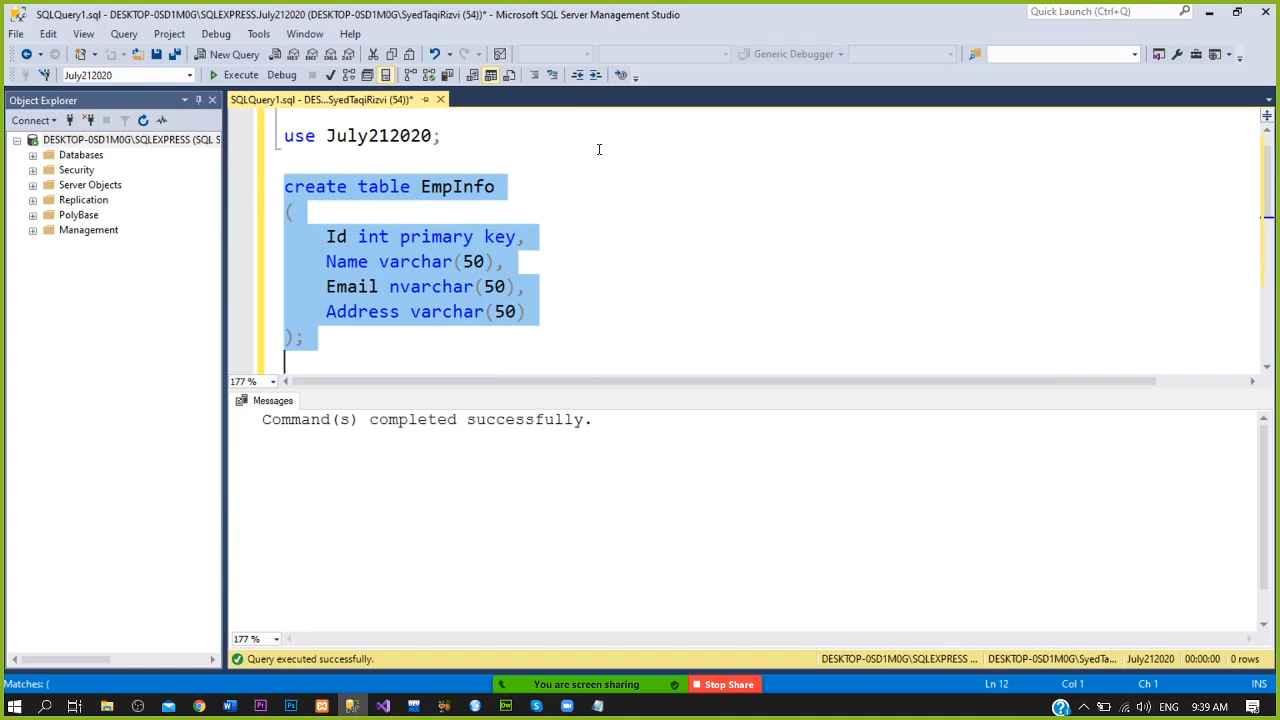 SQLQuery1.sql - DESKTOP-0SD1M0G\SQLEXPRESS.July212020 (DESKTOP-0SD1M0G\SyedTaqiRizvi (54))* - Microsoft SQL Server Management Studio
Quick Launch (Ctrl+Q)
File Edit View Query Project Debug Tools Window Help
New Query
Generic Debugger
July212020
Execute Debug
Object Explorer
SQLQuery1.sql - DES...SyedTaqiRizvi (54))*
Connect
DESKTOP-0SD1M0G\SQLEXPRESS (SQL S
Databases
Security
Server Objects
Replication
PolyBase
Management
use July212020;
create table EmpInfo
(
Id int primary key,
Name varchar(50),
Email nvarchar(50),
Address varchar(50)
);
177 %
Messages
Command(s) completed successfully.
177 %
Query executed successfully.
DESKTOP-0SD1M0G\SQLEXPRESS ... DESKTOP-0SD1M0G\SyedTa... July212020 00:00:00 0 rows
Matches: (
You are screen sharing
Stop Share
Ln 12 Col 1 Ch 1 INS
9:39 AM